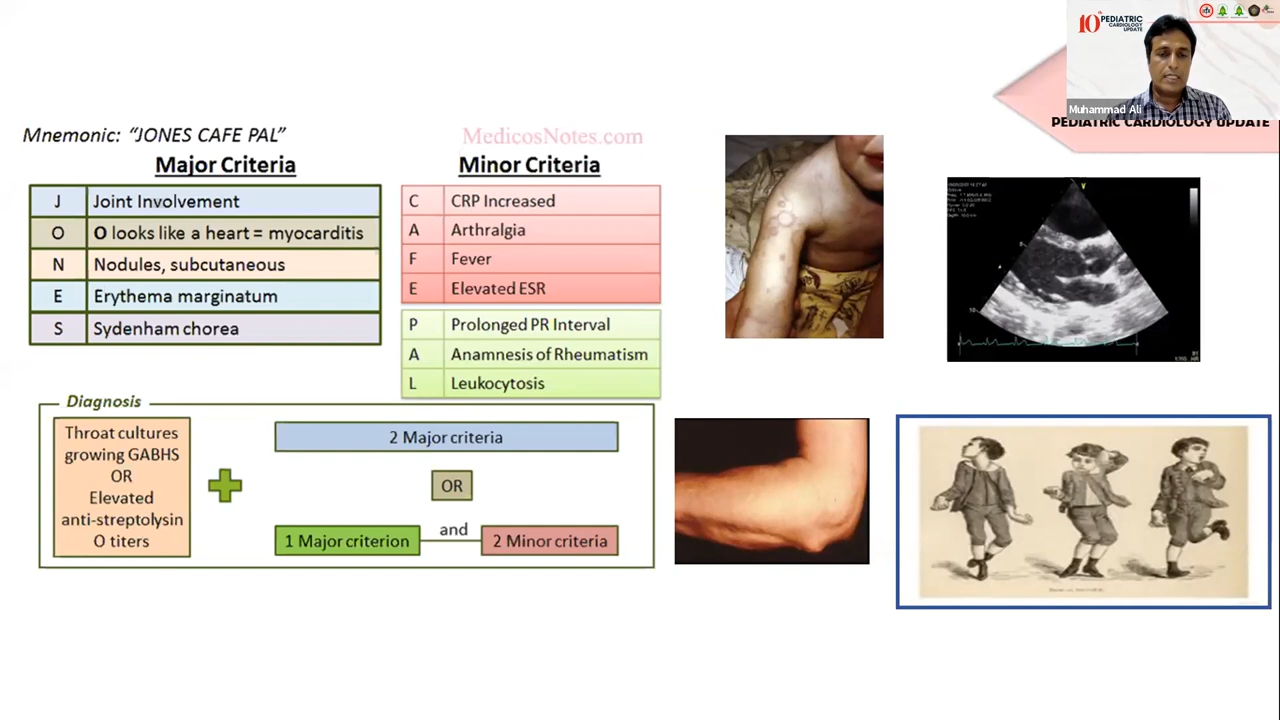 10th PEDIATRIC
CARDIOLOGY
UPDATE
Muhammad Ali
PEDIATRIC CARDIOLOGY UPDATE
Mnemonic: “JONES CAFE PAL”
MedicosNotes.com
Major Criteria
J Joint Involvement
O O looks like a heart = myocarditis
N Nodules, subcutaneous
E Erythema marginatum
S Sydenham chorea
Minor Criteria
C CRP Increased
A Arthralgia
F Fever
E Elevated ESR
P Prolonged PR Interval
A Anamnesis of Rheumatism
L Leukocytosis
Diagnosis
Throat cultures
growing GABHS
OR
Elevated
anti-streptolysin
O titers
2 Major criteria
OR
1 Major criterion
and
2 Minor criteria
V